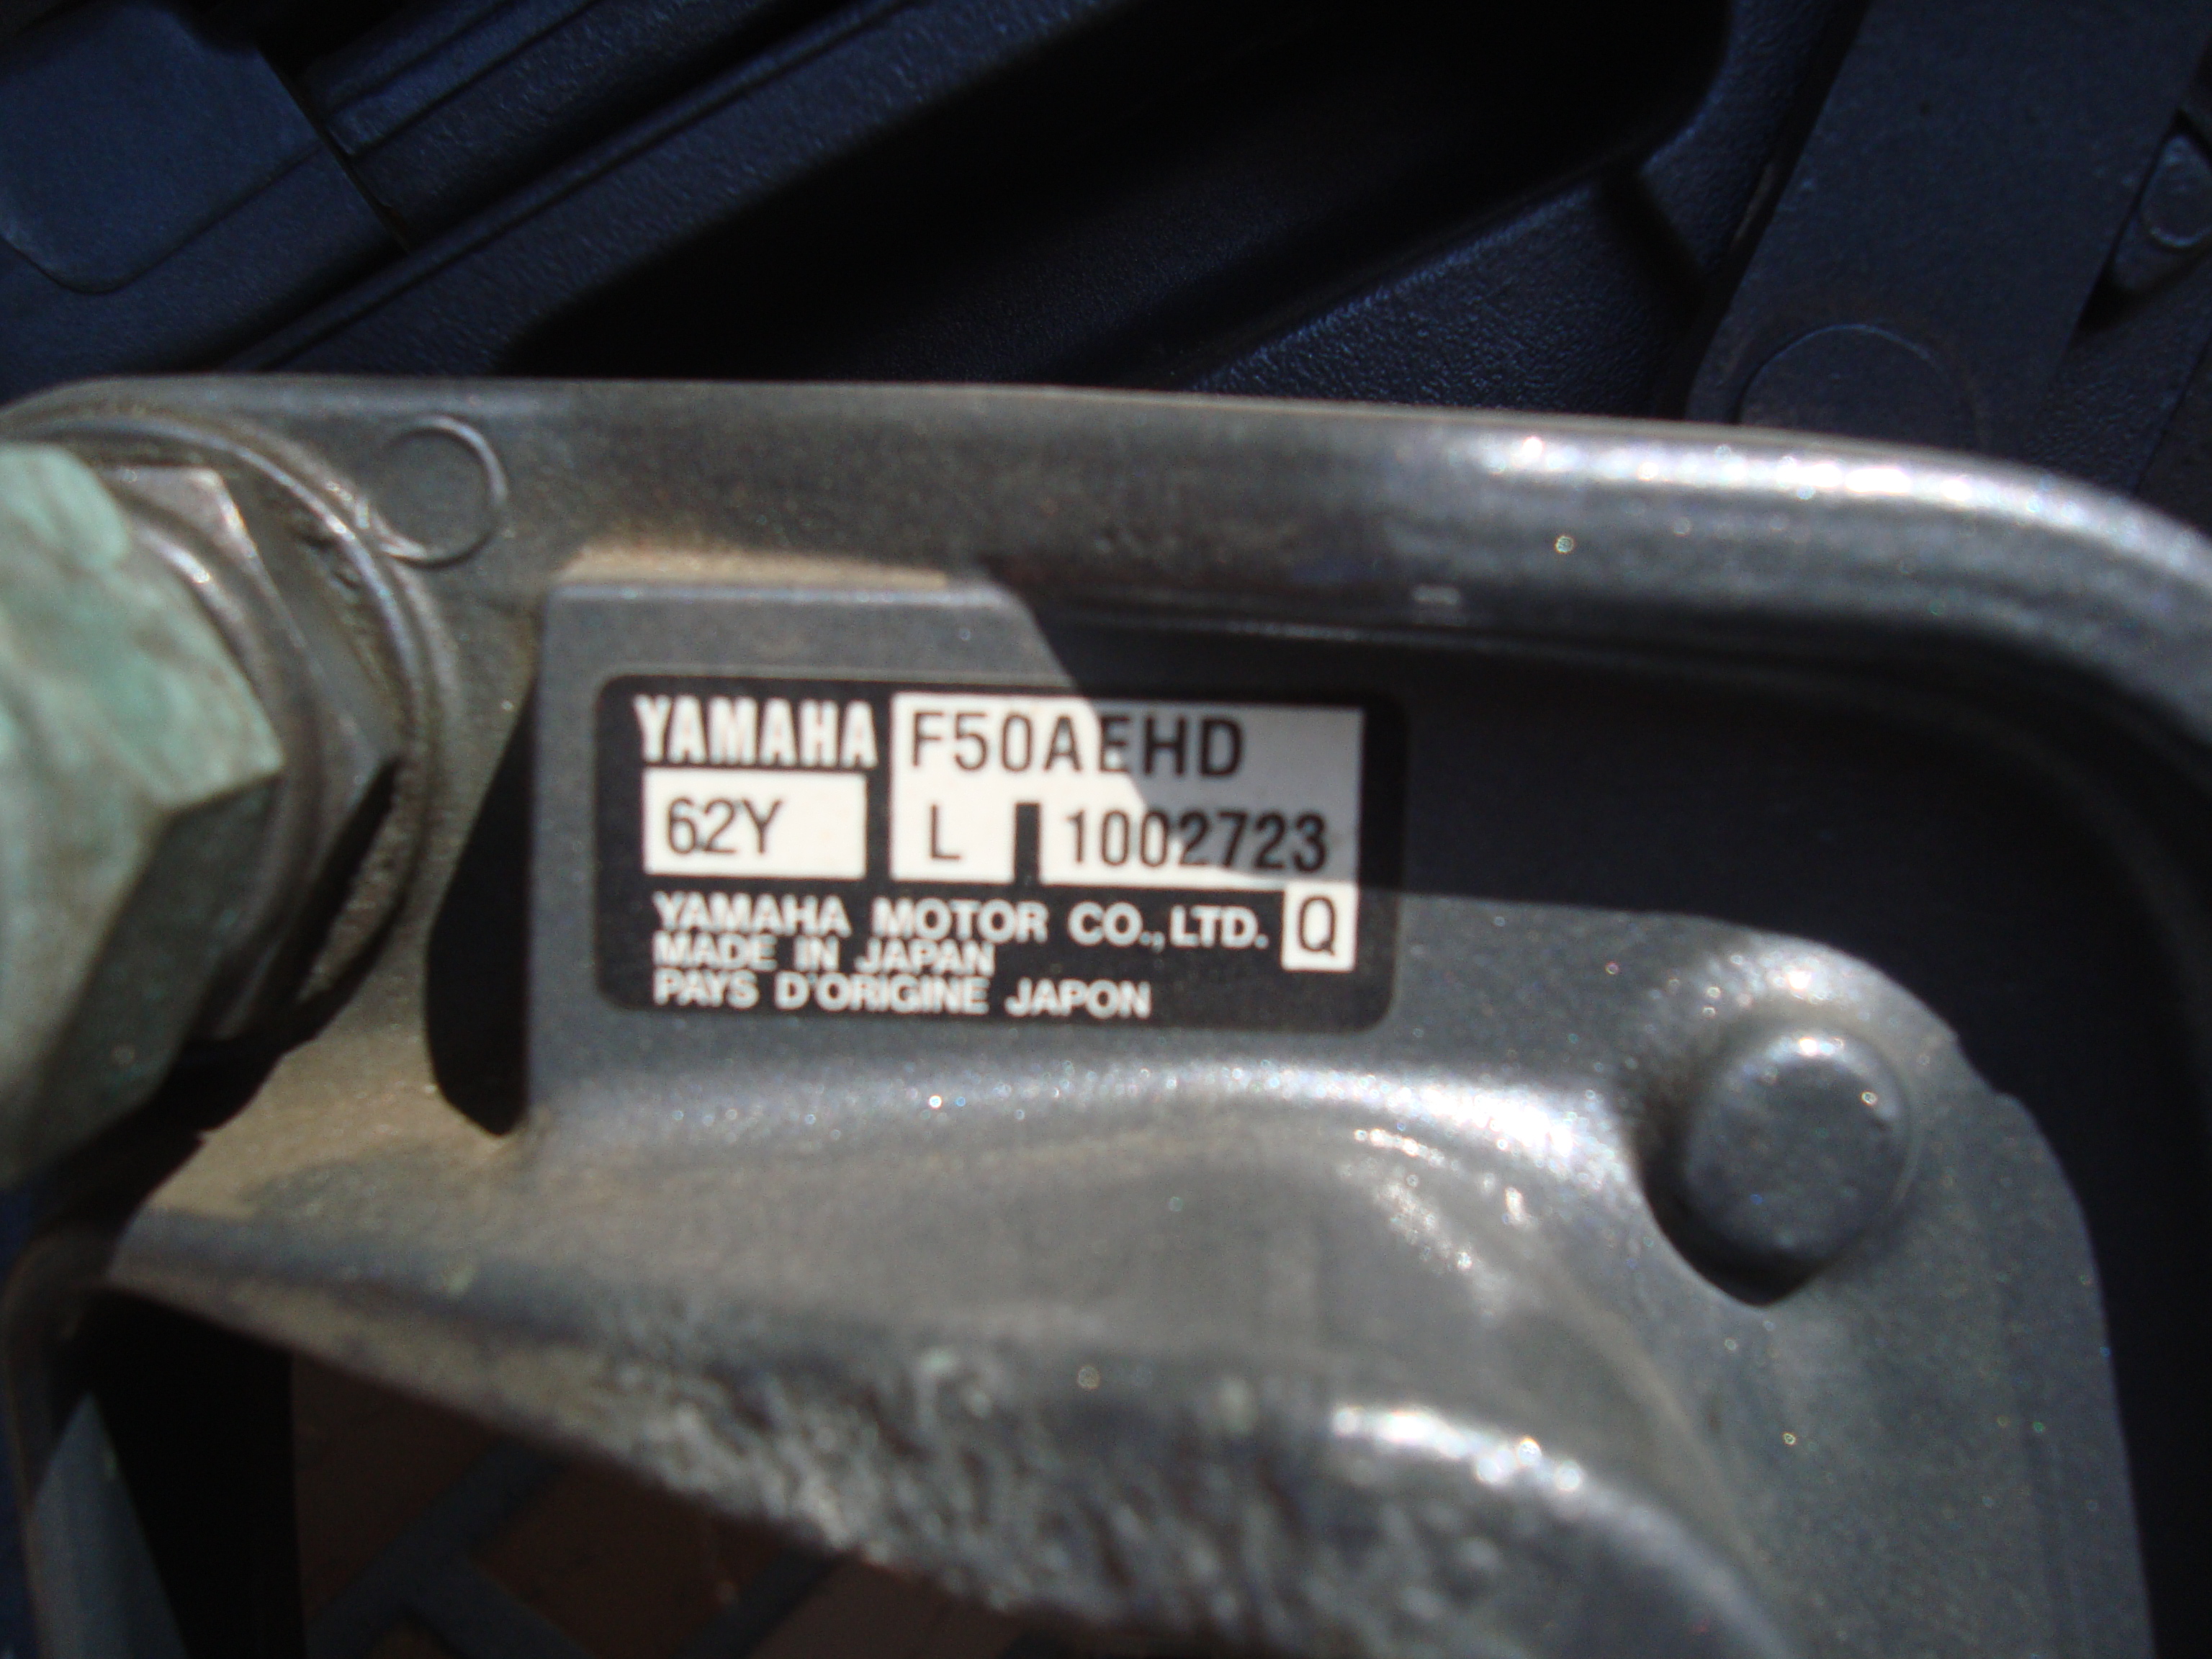 YAMAHA F50AEHD
62Y L 1002723
YAMAHA MOTOR CO.,LTD. Q
MADE IN JAPAN
PAYS D'ORIGINE JAPON